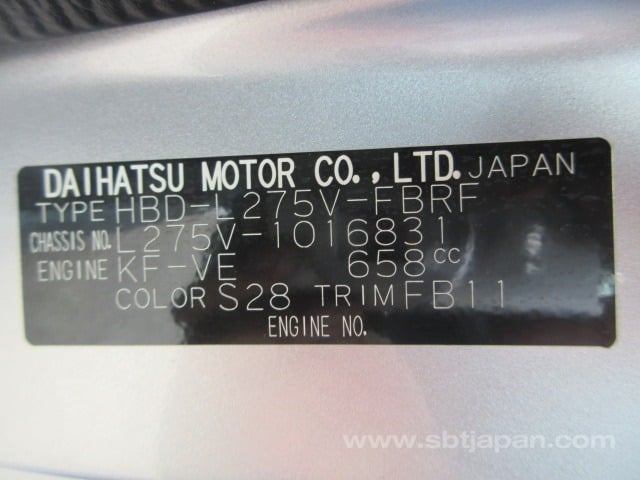 DAIHATSU MOTOR CO., LTD. JAPAN
TYPE HBD-L275V-FBRF
CHASSIS NO. L275V-1016831
ENGINE KF-VE 658cc
COLOR S28 TRIM FB11
ENGINE NO.
www.sbtjapan.com